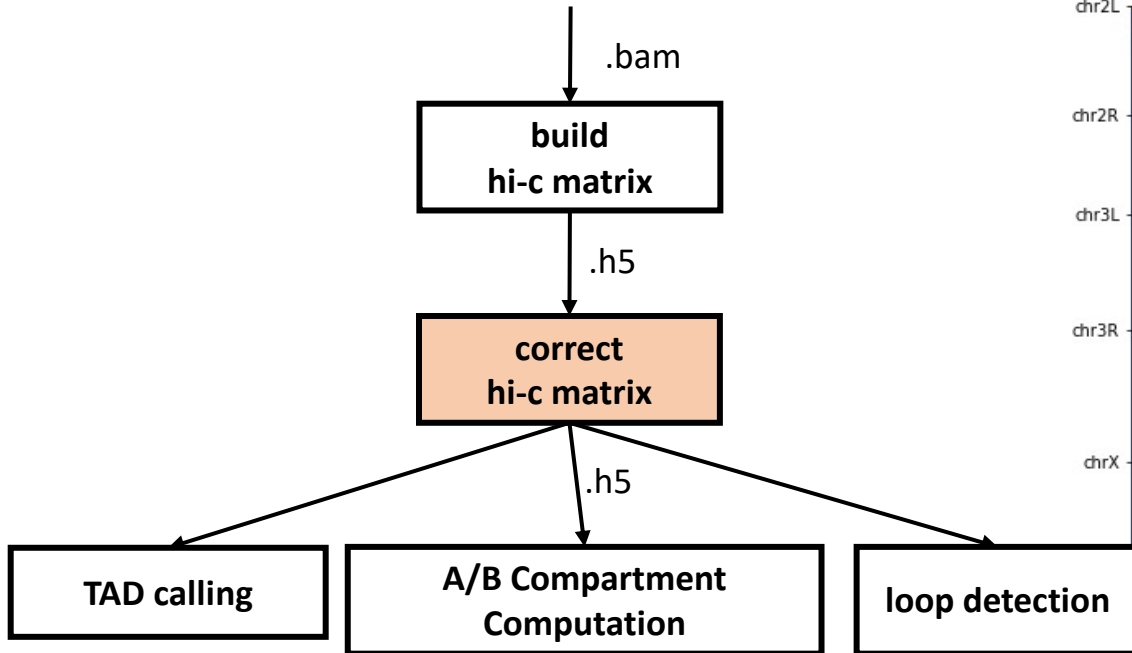 chr2L
.bam
chr2R
build
hi-c matrix
chr3L
.h5
chr3R
correct
hi-c matrix
chrX
.h5
TAD calling
A/B Compartment
Computation
loop detection